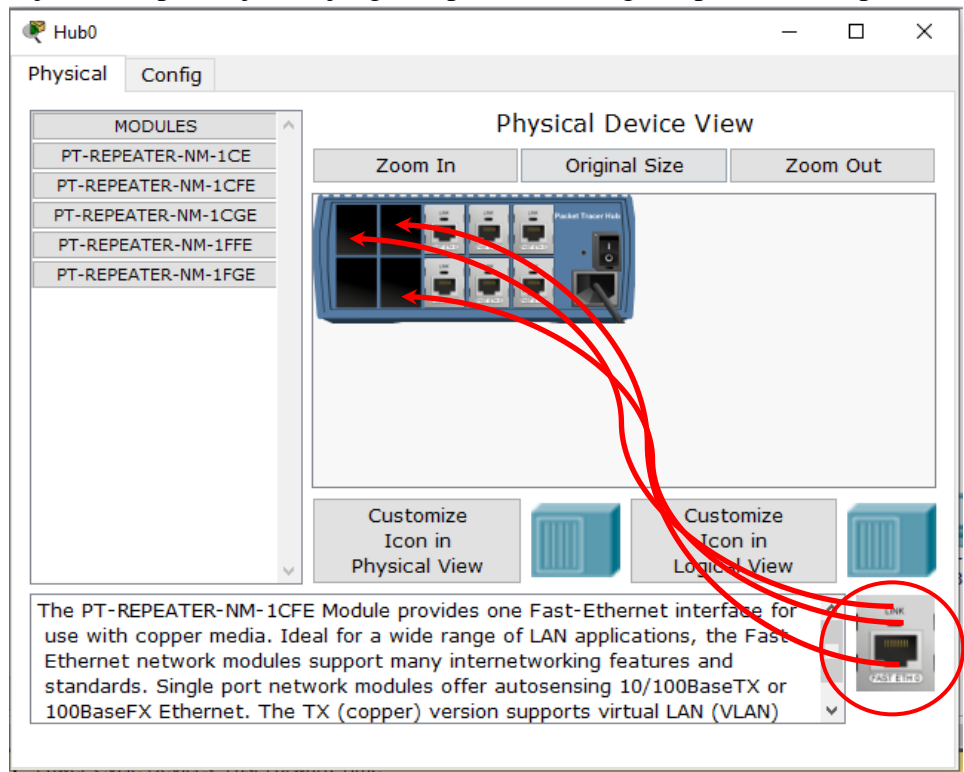 Hub0
Physical
Config
MODULES
PT-REPEATER-NM-1CE
PT-REPEATER-NM-1CFE
PT-REPEATER-NM-1CGE
PT-REPEATER-NM-1FFE
PT-REPEATER-NM-1FGE
Physical Device View
Zoom In
Original Size
Zoom Out
Packet Tracer Hub
Customize
Icon in
Physical View
Customize
Icon in
Logical View
The PT-REPEATER-NM-1CFE Module provides one Fast-Ethernet interface for
use with copper media. Ideal for a wide range of LAN applications, the Fast
Ethernet network modules support many internetworking features and
standards. Single port network modules offer autosensing 10/100BaseTX or
100BaseFX Ethernet. The TX (copper) version supports virtual LAN (VLAN)
LINK
FAST ETH 0